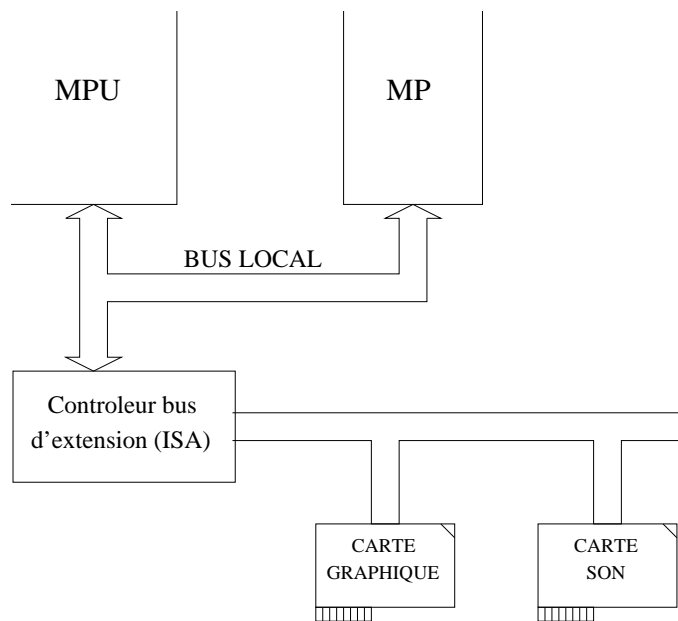 MPU
MP
BUS LOCAL
Controleur bus
d’extension (ISA)
CARTE
GRAPHIQUE
CARTE
SON